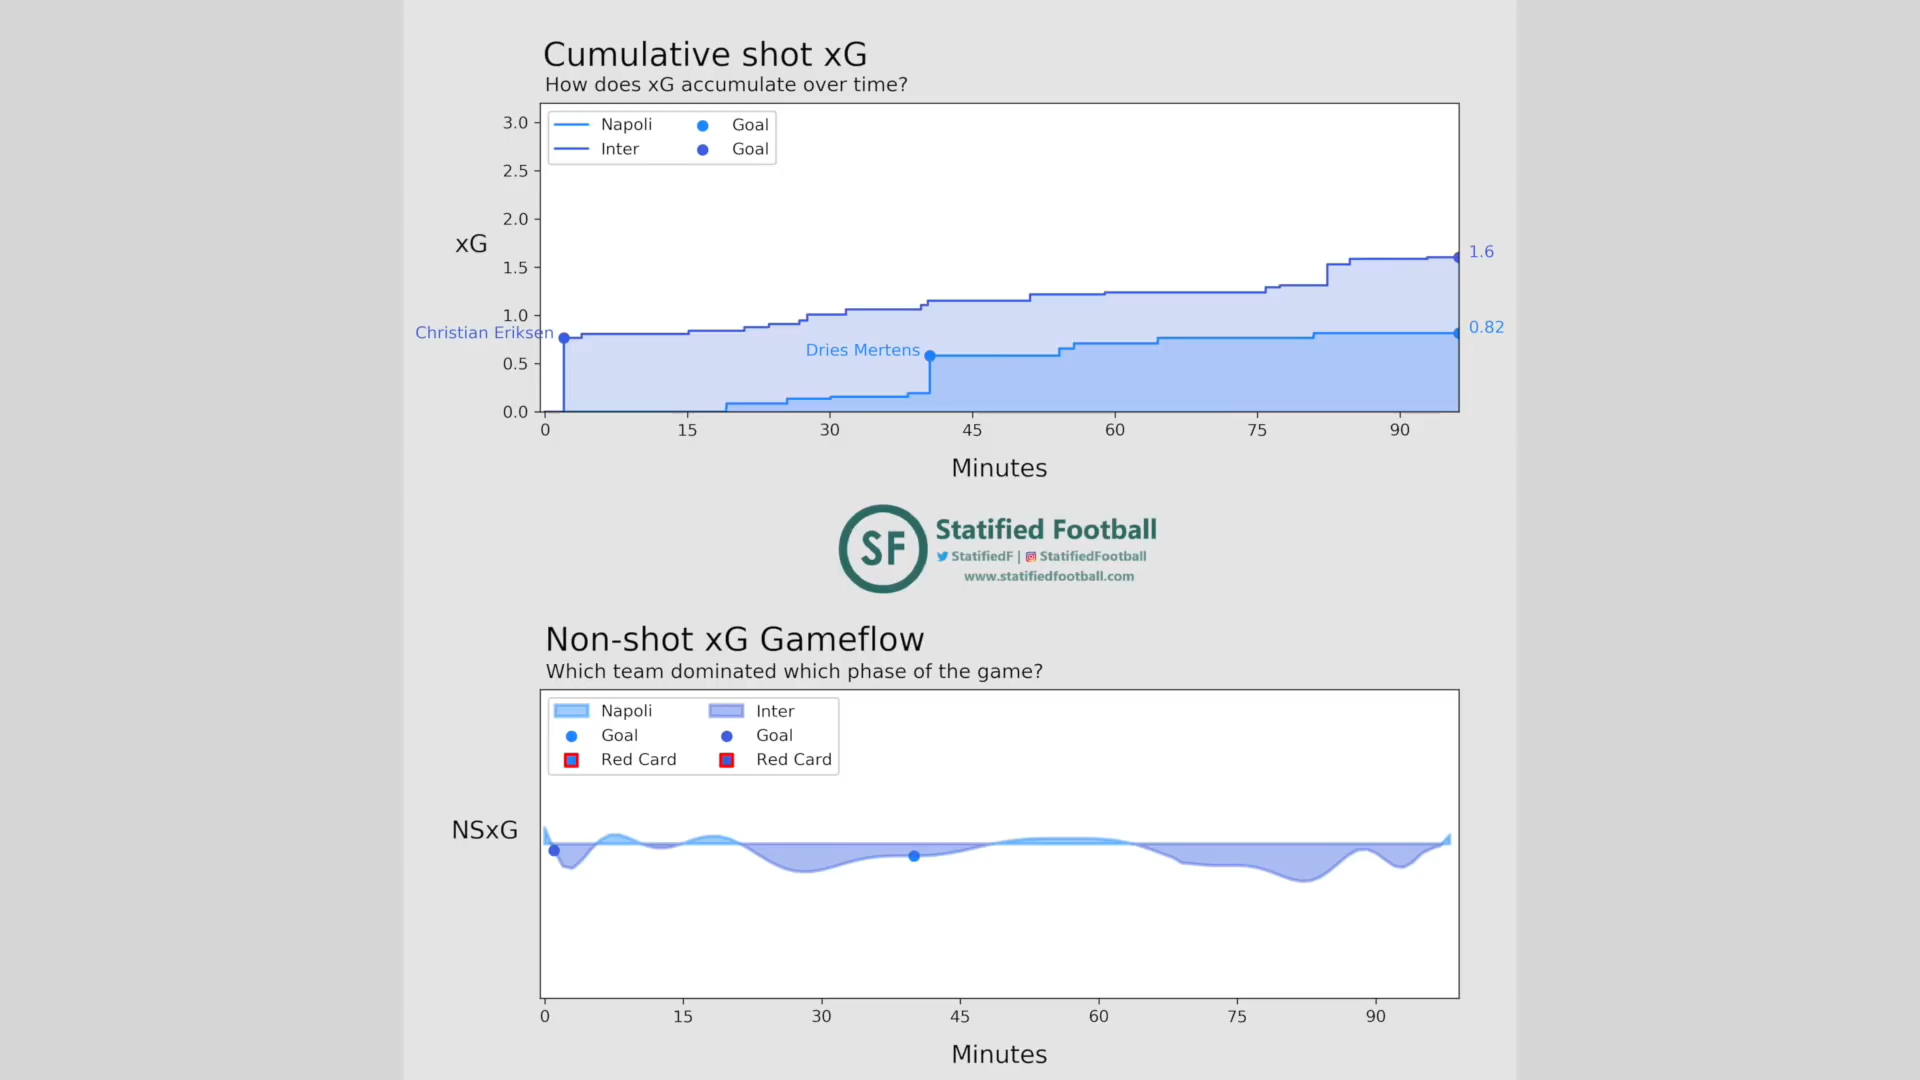 Cumulative shot xG
How does xG accumulate over time?
Napoli Goal
Inter Goal
3.0
2.5
2.0
1.5
1.0
0.5
0.0
xG
Christian Eriksen
Dries Mertens
1.6
0.82
0 15 30 45 60 75 90
Minutes
SF
Statified Football
StatifiedF | StatifiedFootball
www.statifiedfootball.com
Non-shot xG Gameflow
Which team dominated which phase of the game?
Napoli Inter
Goal Goal
Red Card Red Card
NSxG
0 15 30 45 60 75 90
Minutes